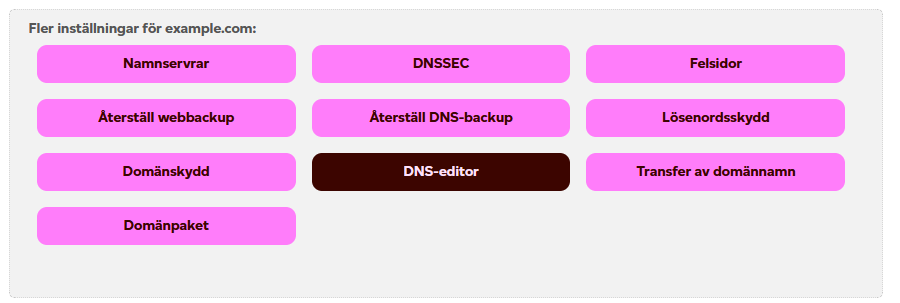 Fler inställningar för example.com:
Namnservrar
DNSSEC
Felsidor
Återställ webbackup
Återställ DNS-backup
Lösenordsskydd
Domänskydd
DNS-editor
Transfer av domännamn
Domänpaket